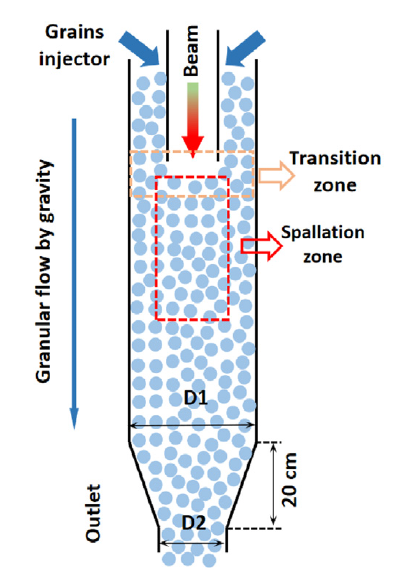 Grains
injector
Beam
Transition
zone
Spallation
zone
Granular flow by gravity
D1
20 cm
Outlet
D2